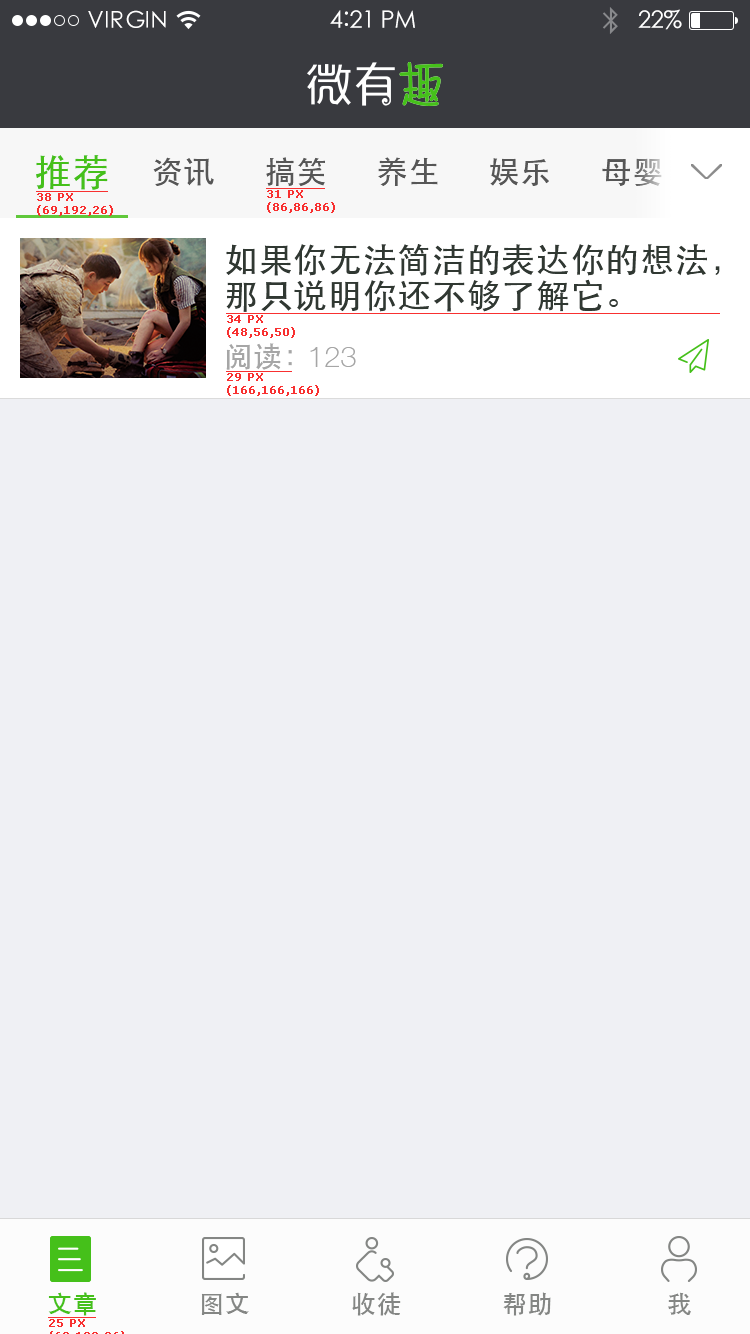 VIRGIN 4:21 PM 22%
微有趣
推荐 资讯 搞笑 养生 娱乐 母婴
38 PX 31 PX
(69,192,26) (86,86,86)
如果你无法简洁的表达你的想法，
那只说明你还不够了解它。
34 PX
(48,56,50)
阅读：123
29 PX
(166,166,166)
文章 图文 收徒 帮助 我
25 PX